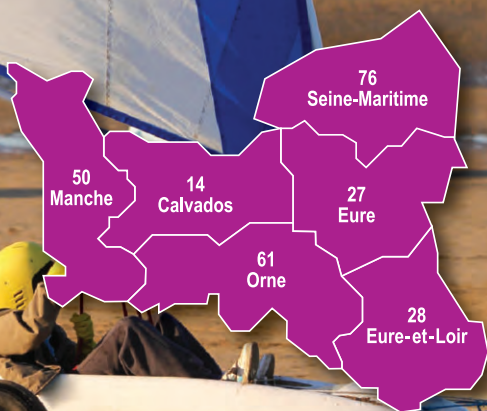 76
Seine-Maritime
50
Manche
14
Calvados
27
Eure
61
Orne
28
Eure-et-Loir